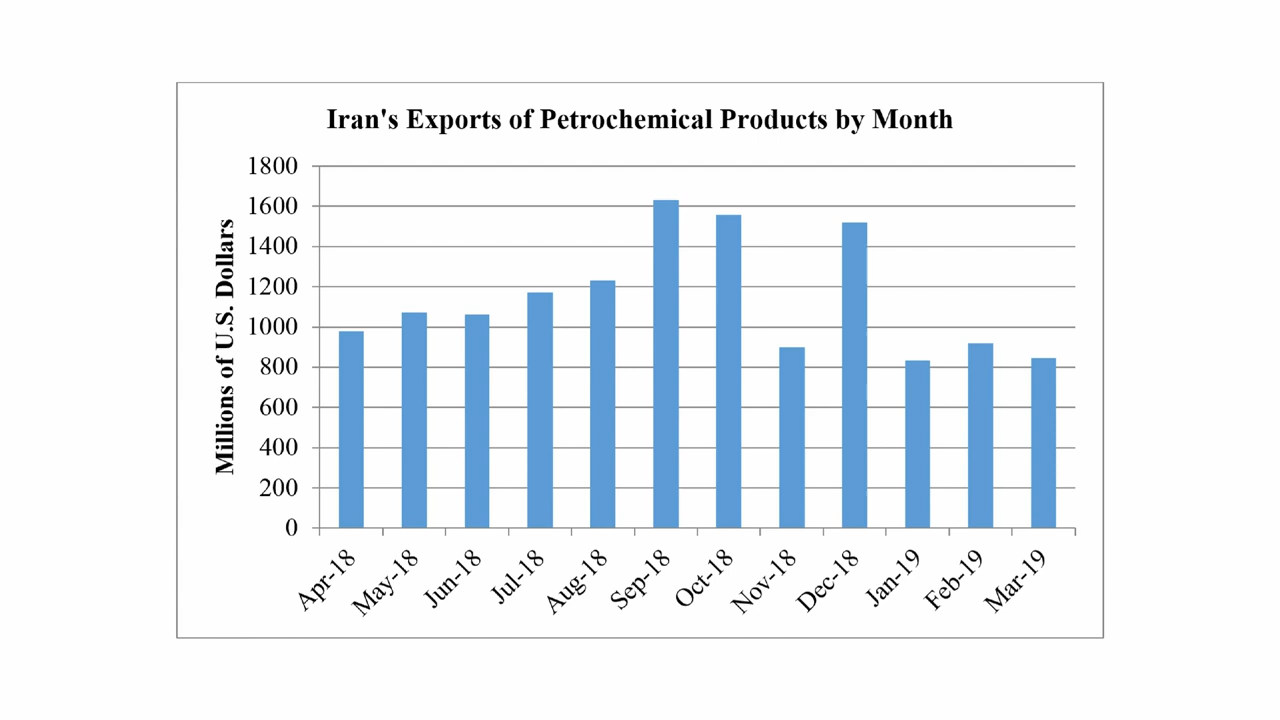 Iran's Exports of Petrochemical Products by Month
Millions of U.S. Dollars
1800
1600
1400
1200
1000
800
600
400
200
0
Apr-18
May-18
Jun-18
Jul-18
Aug-18
Sep-18
Oct-18
Nov-18
Dec-18
Jan-19
Feb-19
Mar-19